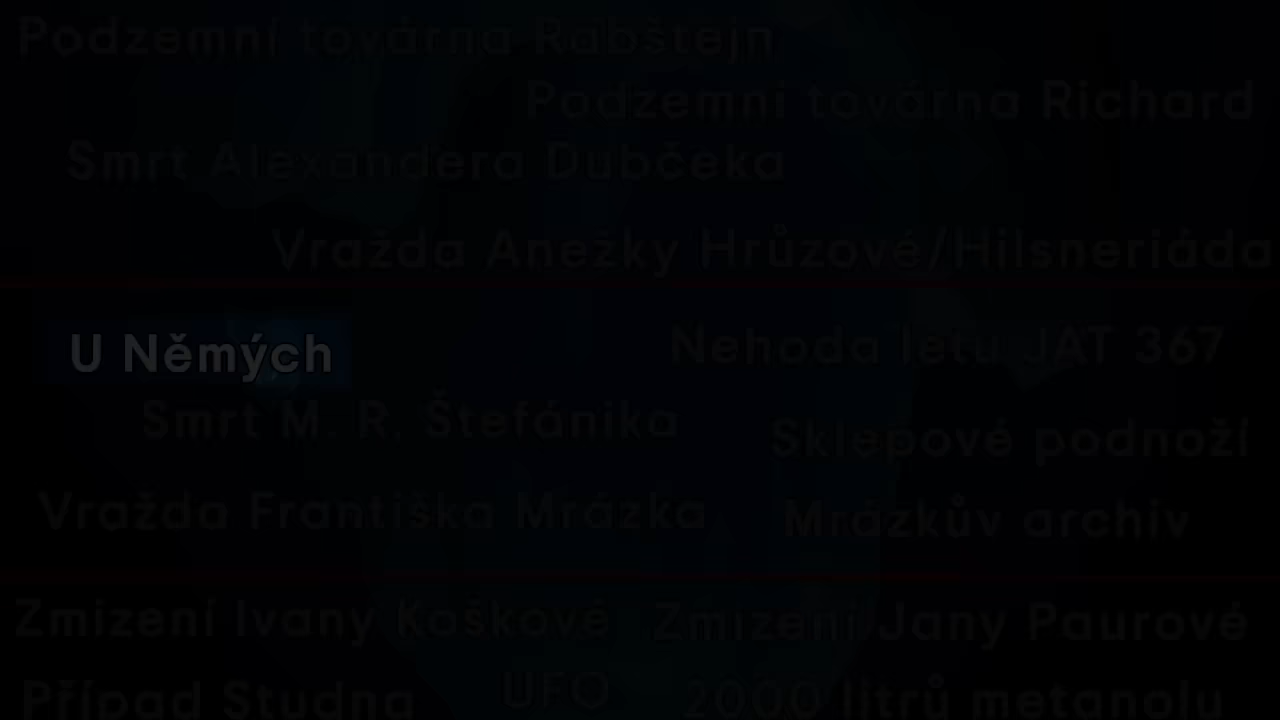 Podzemní továrna Rabštejn
Podzemní továrna Richard
Smrt Alexandera Dubčeka
Vražda Anežky Hrůzové/Hilsneriáda
U Němých
Nehoda letu JAT 367
Smrt M. R. Štefánika
Sklepové podnoží
Vražda Františka Mrázka
Mrázkův archív
Zmizení Ivany Koškové
Zmizení Jany Paurové
Případ Studna
UFO
2000 litrů metanolu